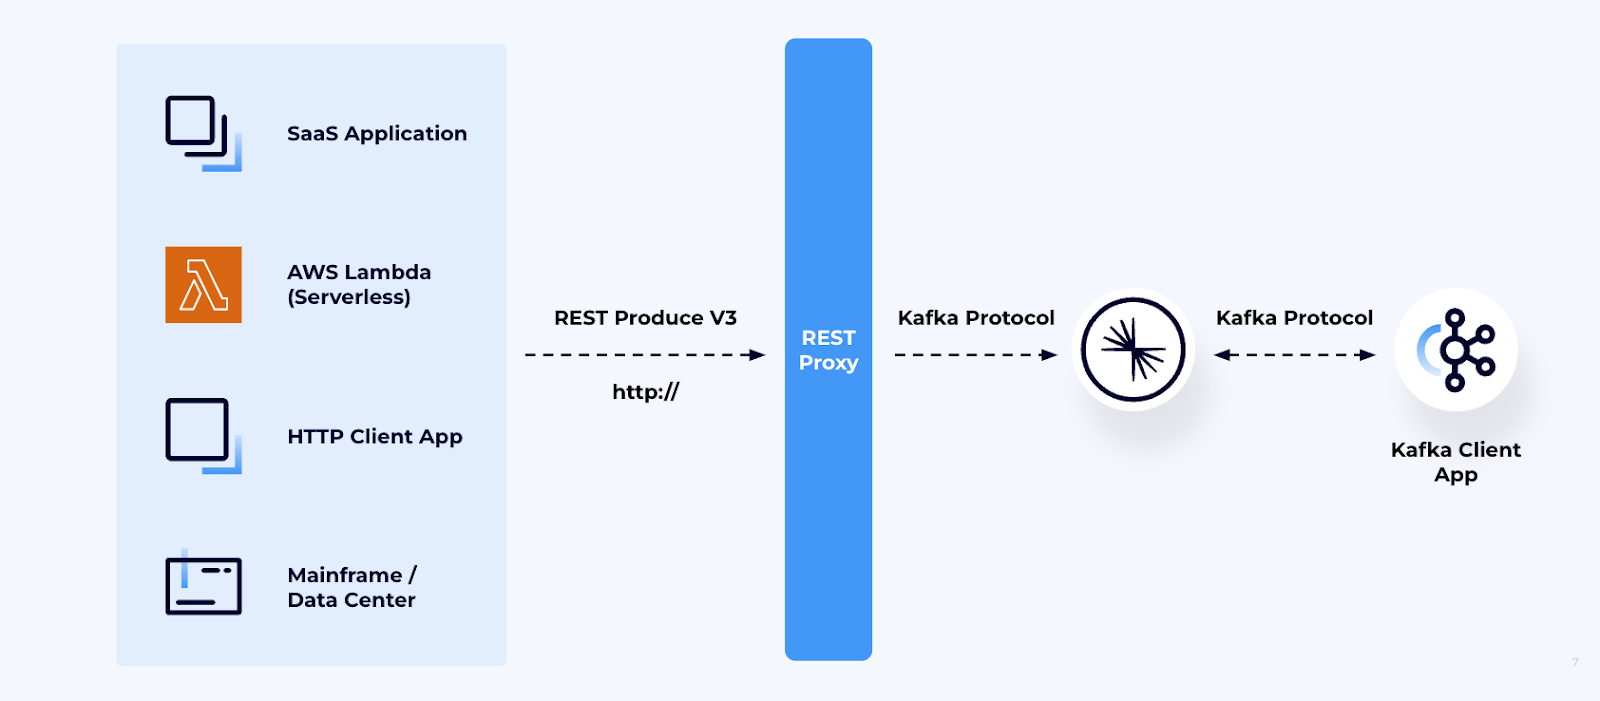 SaaS Application
AWS Lambda
(Serverless)
HTTP Client App
Mainframe /
Data Center
REST Produce V3
http://
REST
Proxy
Kafka Protocol
Kafka Protocol
Kafka Client
App
7